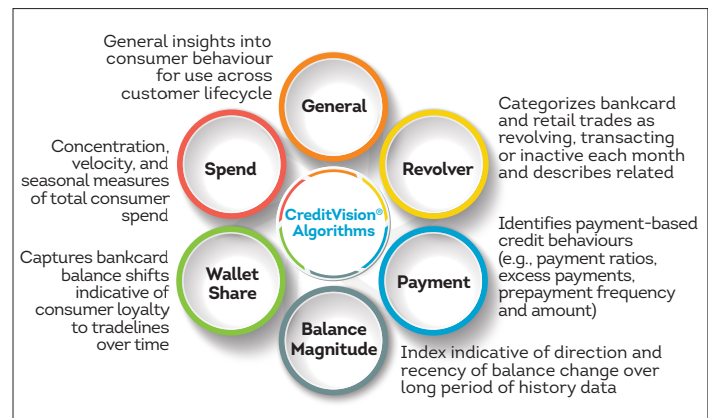 General insights into
consumer behaviour
for use across
customer lifecycle
General
Categorizes bankcard
and retail trades as
revolving, transacting
or inactive each month
and describes related
Revolver
Concentration,
velocity, and
seasonal measures
of total consumer
spend
Spend
CreditVision®
Algorithms
Identifies payment-based
credit behaviours
(e.g., payment ratios,
excess payments,
prepayment frequency
and amount)
Payment
Captures bankcard
balance shifts
indicative of
consumer loyalty
to tradelines
over time
Wallet
Share
Balance
Magnitude
Index indicative of direction and
recency of balance change over
long period of history data